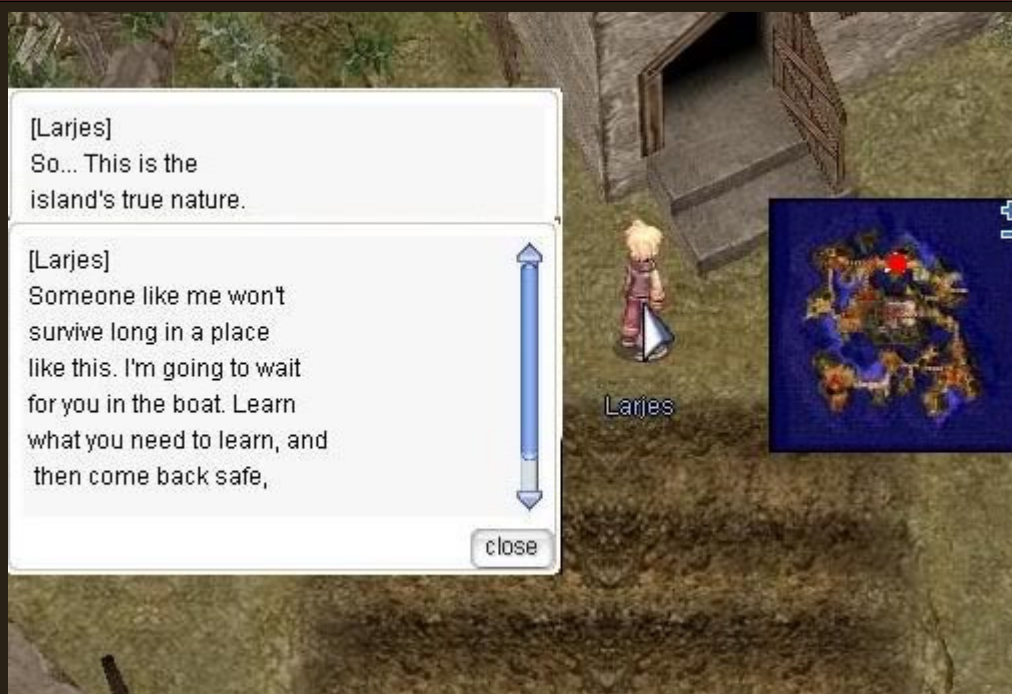 [Larjes]
So... This is the
island's true nature.
[Larjes]
Someone like me won't
survive long in a place
like this. I'm going to wait
for you in the boat. Learn
what you need to learn, and
then come back safe,
close
Larjes